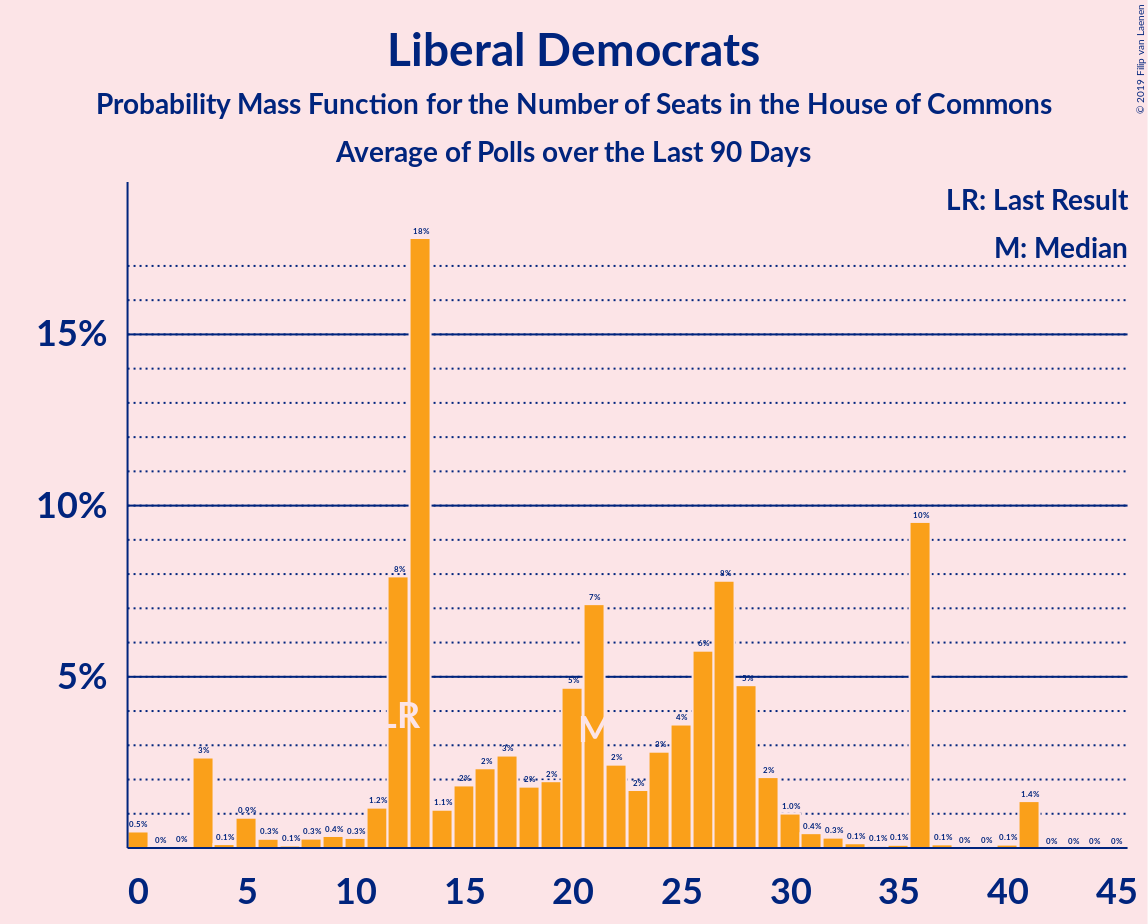 © 2019 Filip van Laenen
Liberal Democrats
Probability Mass Function for the Number of Seats in the House of Commons
Average of Polls over the Last 90 Days
LR: Last Result
M: Median
15%
10%
5%
0.5% 0% 0% 3% 0.1% 0.9% 0.3% 0.1% 0.3% 0.4% 0.3% 1.2% 8% 18% 1.1% 2% 2% 3% 2% 2% 5% 7% 2% 2% 3% 4% 6% 8% 5% 2% 1.0% 0.4% 0.3% 0.1% 0.1% 0.1% 10% 0.1% 0% 0% 0.1% 1.4% 0% 0% 0% 0%
LR M
0 5 10 15 20 25 30 35 40 45